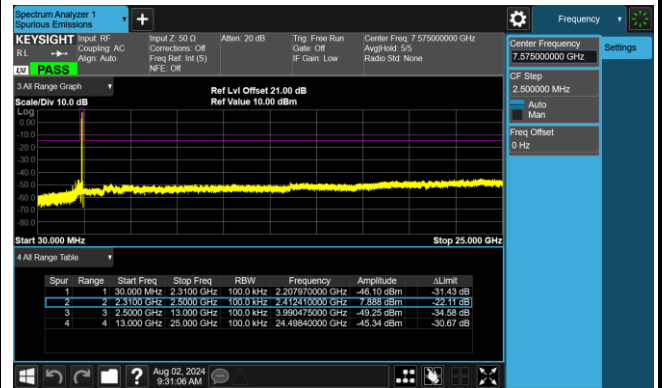 Spectrum Analyzer 1
Spurious Emissions
Frequency
KEYSIGHT
RL
Input: RF
Coupling: AC
Align: Auto
Input Z: 50 Ω
Corrections: Off
Freq Ref: Int (S)
NFE: Off
Atten: 20 dB
Trig: Free Run
Gate: Off
IF Gain: Low
Center Freq: 7.575000000 GHz
Avg|Hold: 5/5
Radio Std: None
LXI PASS
Center Frequency
7.575000000 GHz
Settings
CF Step
2.500000 MHz
Auto
Man
Freq Offset
0 Hz
3 All Range Graph
Ref Lvl Offset 21.00 dB
Scale/Div 10.0 dB
Ref Value 10.00 dBm
Log
0.00
-10.0
-20.0
-30.0
-40.0
-50.0
-60.0
-70.0
-80.0
Start 30.000 MHz
Stop 25.000 GHz
4 All Range Table
Spur Range Start Freq Stop Freq RBW Frequency Amplitude ΔLimit
1 1 30.000 MHz 2.3100 GHz 100.0 kHz 2.207970000 GHz -46.10 dBm -31.43 dB
2 2 2.3100 GHz 2.5000 GHz 100.0 kHz 2.412410000 GHz 7.888 dBm -22.11 dB
3 3 2.5000 GHz 13.000 GHz 100.0 kHz 3.990475000 GHz -49.25 dBm -34.58 dB
4 4 13.000 GHz 25.000 GHz 100.0 kHz 24.49840000 GHz -45.34 dBm -30.67 dB
?
Aug 02, 2024
9:31:06 AM